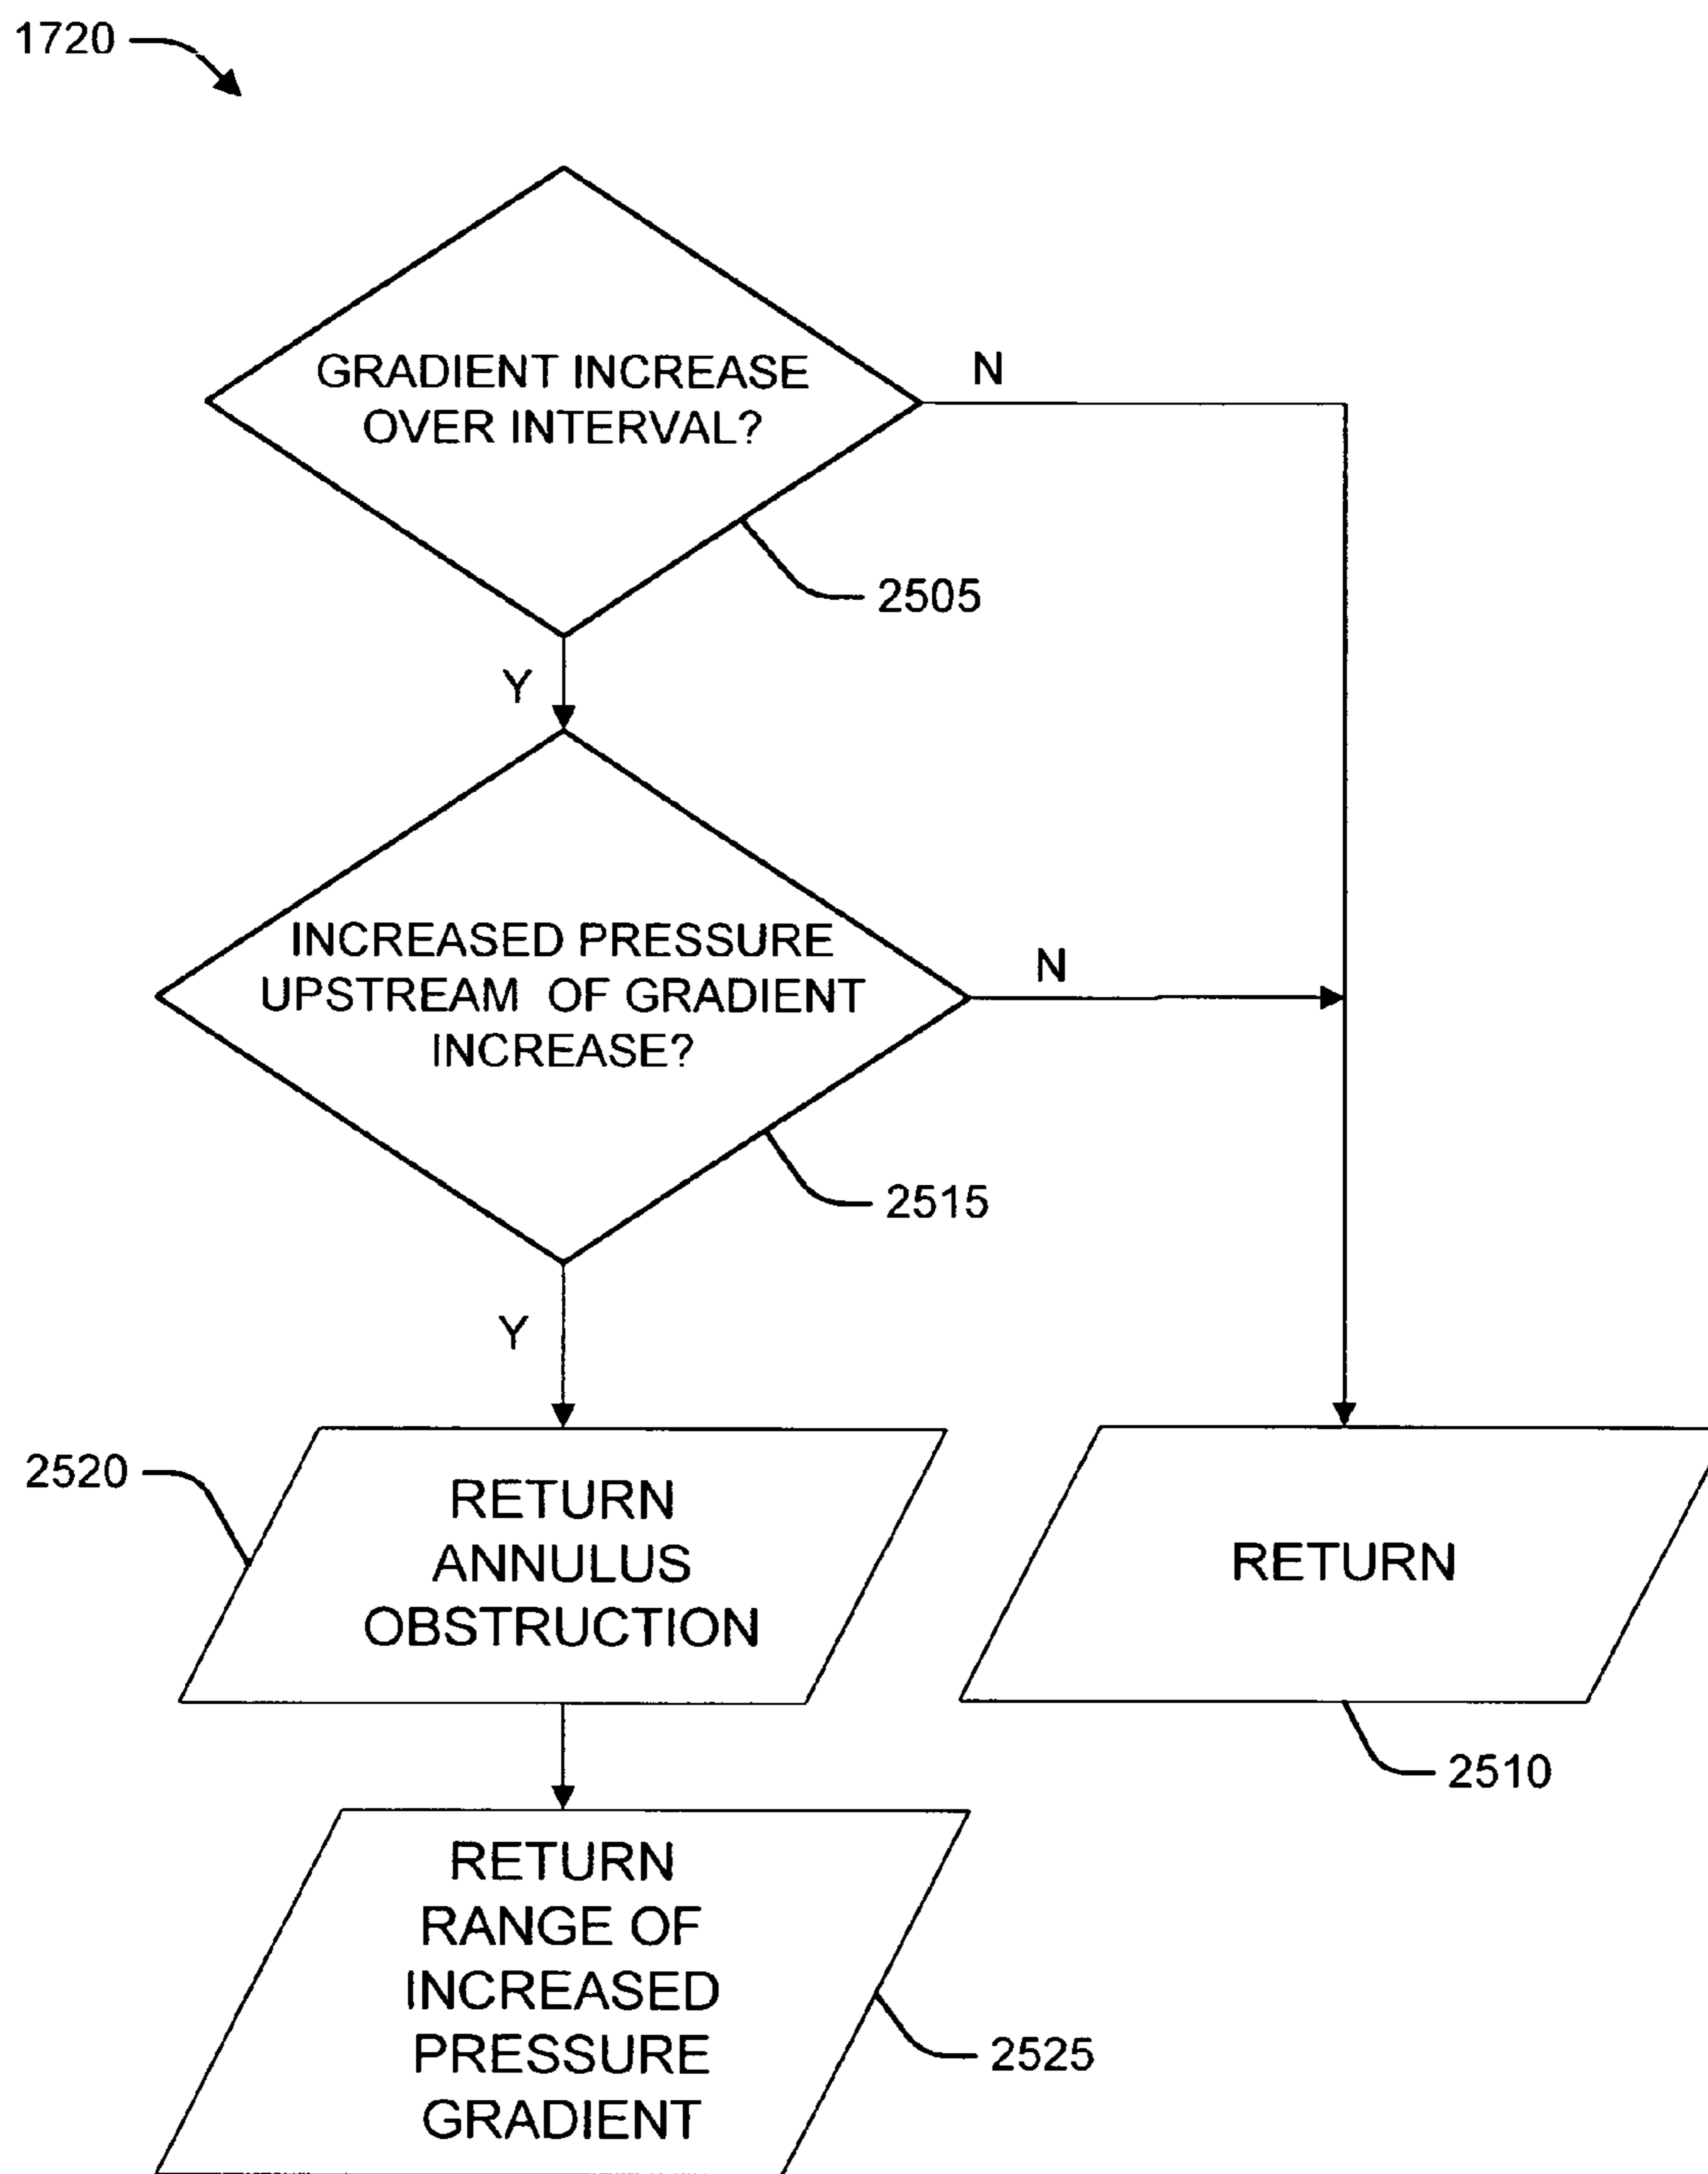 1720
GRADIENT INCREASE
OVER INTERVAL?
N
2505
Y
INCREASED PRESSURE
UPSTREAM OF GRADIENT
INCREASE?
N
2515
Y
2520
RETURN
ANNULUS
OBSTRUCTION
RETURN
2510
RETURN
RANGE OF
INCREASED
PRESSURE
GRADIENT
2525